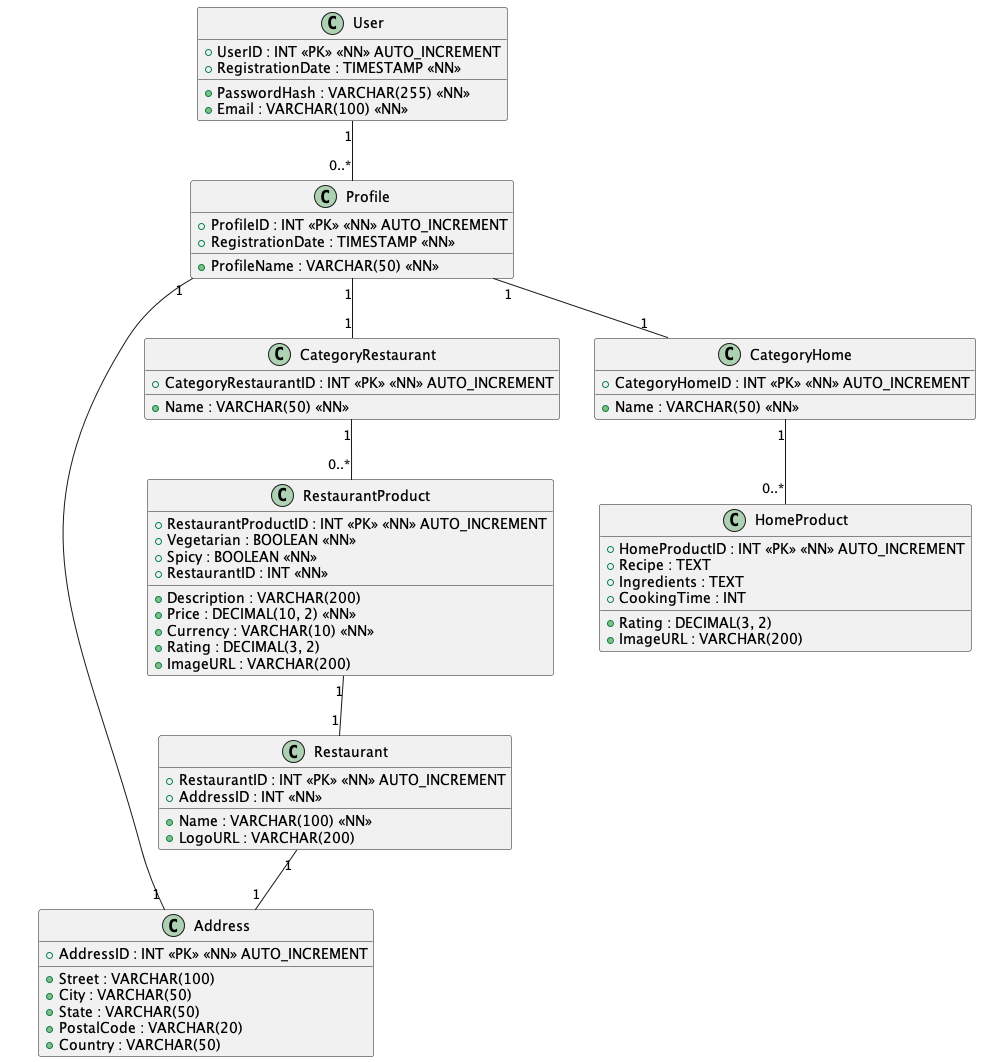 C User
UserID : INT «PK» «NN» AUTO_INCREMENT
RegistrationDate : TIMESTAMP «NN»
PasswordHash : VARCHAR(255) «NN»
Email : VARCHAR(100) «NN»
1
0..*
C Profile
ProfileID : INT «PK» «NN» AUTO_INCREMENT
RegistrationDate : TIMESTAMP «NN»
ProfileName : VARCHAR(50) «NN»
1
1
1
1
1
C CategoryRestaurant
CategoryRestaurantID : INT «PK» «NN» AUTO_INCREMENT
Name : VARCHAR(50) «NN»
C CategoryHome
CategoryHomeID : INT «PK» «NN» AUTO_INCREMENT
Name : VARCHAR(50) «NN»
1
0..*
1
0..*
C RestaurantProduct
RestaurantProductID : INT «PK» «NN» AUTO_INCREMENT
Vegetarian : BOOLEAN «NN»
Spicy : BOOLEAN «NN»
RestaurantID : INT «NN»
Description : VARCHAR(200)
Price : DECIMAL(10, 2) «NN»
Currency : VARCHAR(10) «NN»
Rating : DECIMAL(3, 2)
ImageURL : VARCHAR(200)
C HomeProduct
HomeProductID : INT «PK» «NN» AUTO_INCREMENT
Recipe : TEXT
Ingredients : TEXT
CookingTime : INT
Rating : DECIMAL(3, 2)
ImageURL : VARCHAR(200)
1
1
C Restaurant
RestaurantID : INT «PK» «NN» AUTO_INCREMENT
AddressID : INT «NN»
Name : VARCHAR(100) «NN»
LogoURL : VARCHAR(200)
1
1
1
C Address
AddressID : INT «PK» «NN» AUTO_INCREMENT
Street : VARCHAR(100)
City : VARCHAR(50)
State : VARCHAR(50)
PostalCode : VARCHAR(20)
Country : VARCHAR(50)